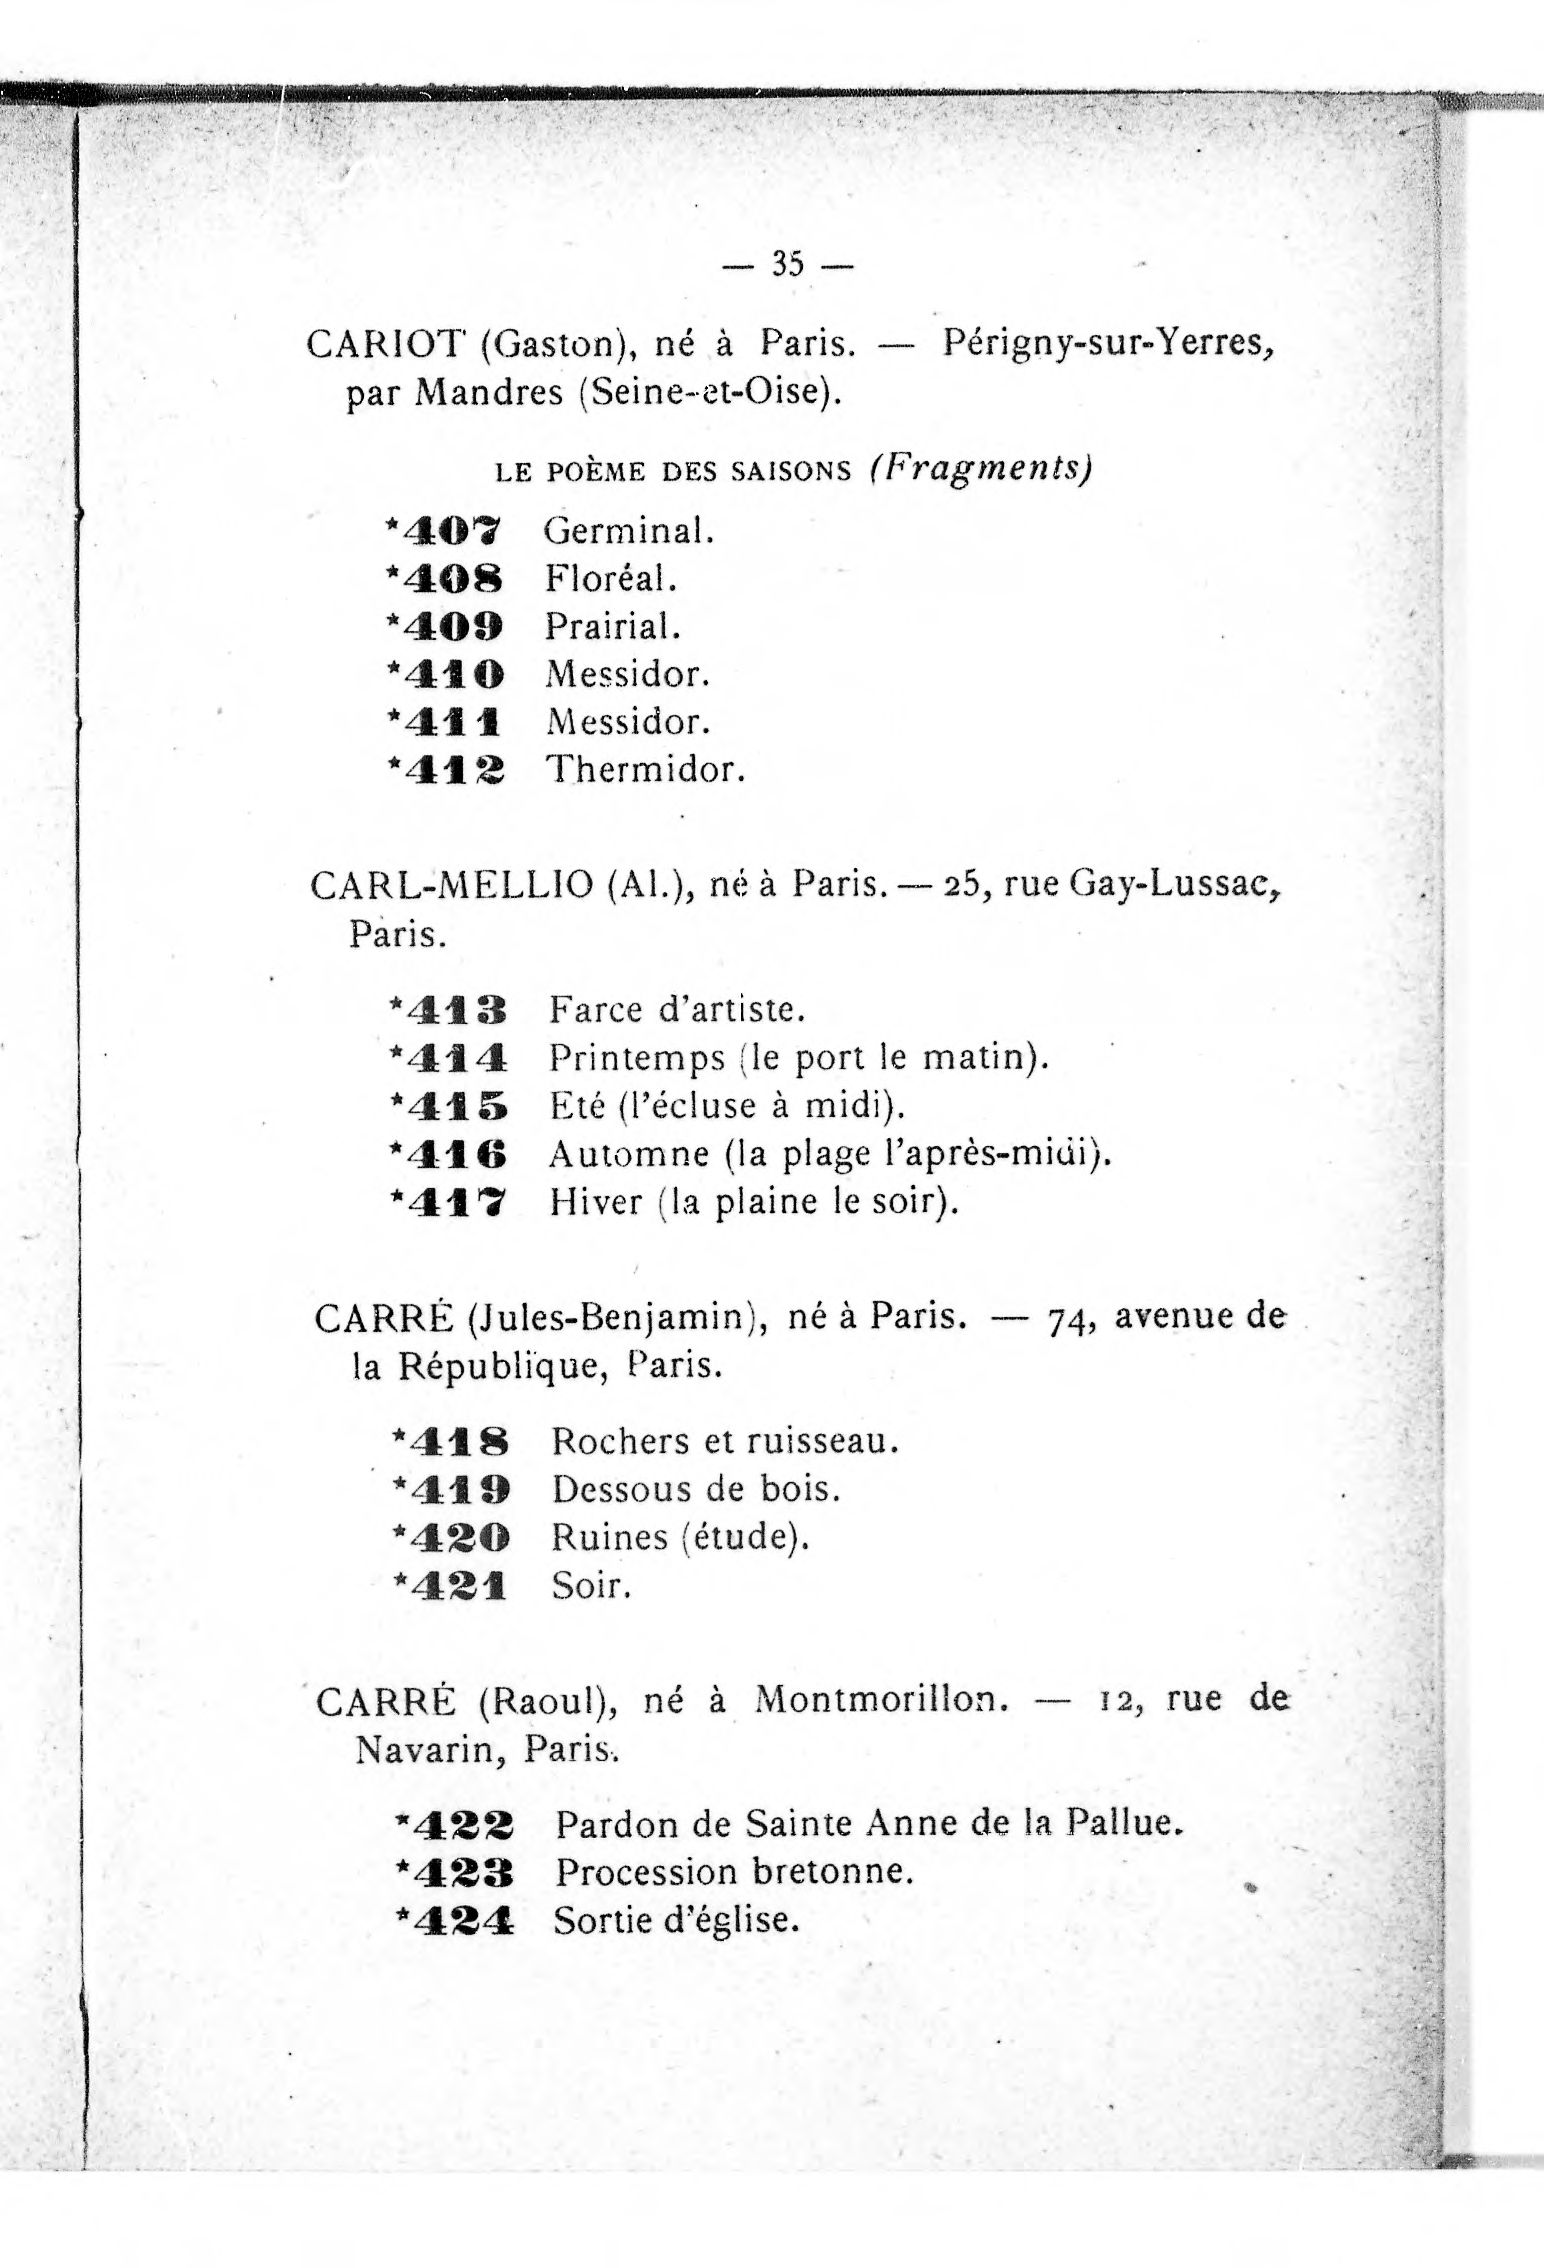 — 35 —
CARIOT (Gaston), né à Paris. — Périgny-sur-Yerres,
par Mandres (Seine-et-Oise).
LE POÈME DES SAISONS (Fragments)
*407 Germinal.
*408 Floréal.
*409 Prairial.
*410 Messidor.
*411 Messidor.
*412 Thermidor.
CARL-MELLIO (Al.), né à Paris. — 25, rue Gay-Lussac,
Paris.
*413 Farce d'artiste.
*414 Printemps (le port le matin).
*415 Eté (l'écluse à midi).
*416 Automne (la plage l'après-midi).
*417 Hiver (la plaine le soir).
CARRÉ (Jules-Benjamin), né à Paris. — 74, avenue de
la République, Paris.
*418 Rochers et ruisseau.
*419 Dessous de bois.
*420 Ruines (étude).
*421 Soir.
CARRÉ (Raoul), né à Montmorillon. — 12, rue de
Navarin, Paris.
*422 Pardon de Sainte Anne de la Pallue.
*423 Procession bretonne.
*424 Sortie d'église.